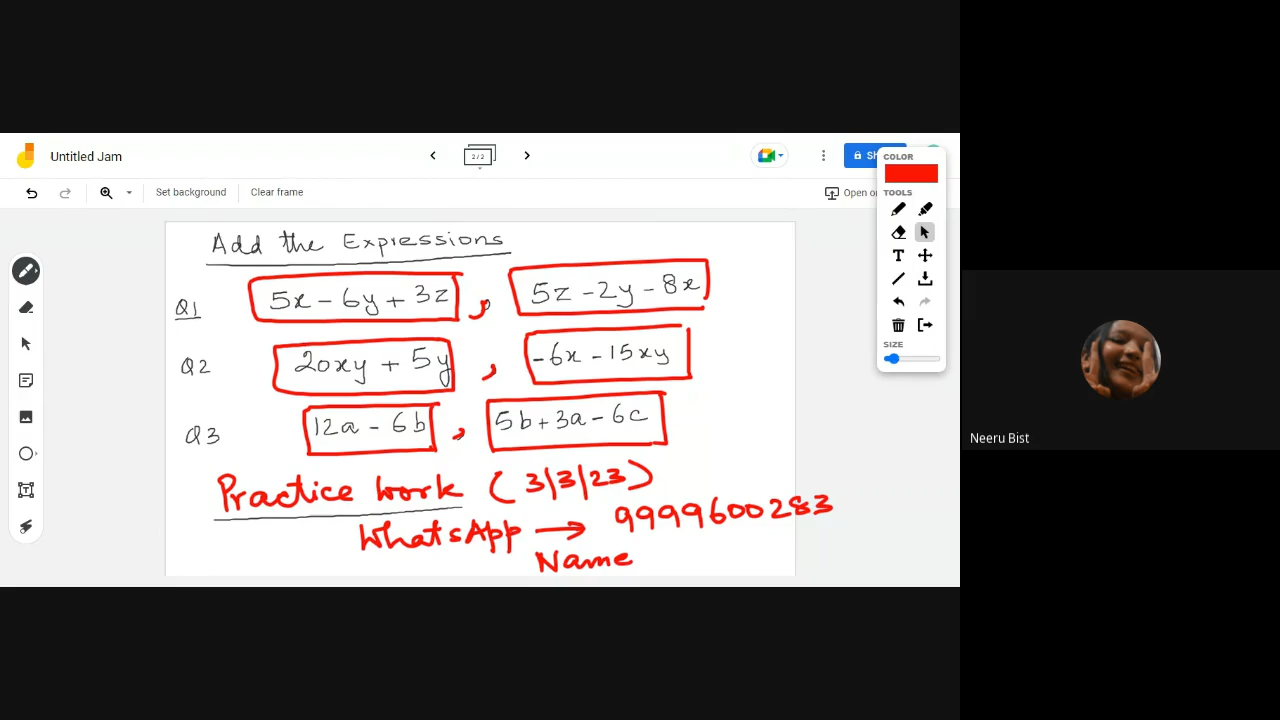 Untitled Jam
2/2
Set background
Clear frame
COLOR
TOOLS
SIZE
Add the Expressions
Q1 5x - 6y + 3z , 5z - 2y - 8x
Q2 20xy + 5y , -6x - 15xy
Q3 12a - 6b , 5b + 3a - 6c
Practice work ( 3/3/23 )
WhatsApp → 9999600283
Name
Neeru Bist